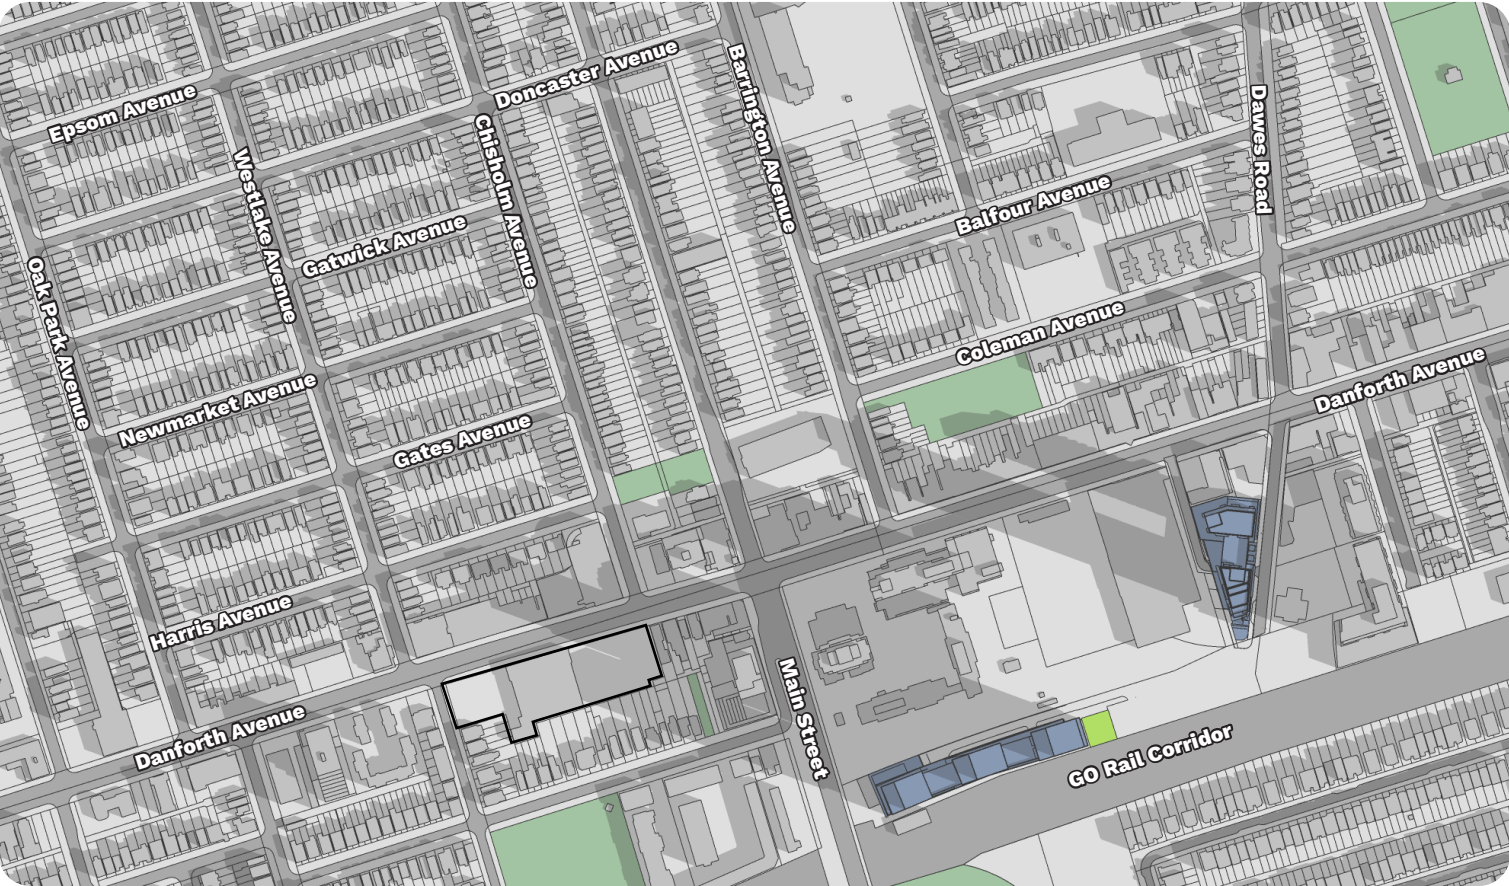 Epsom Avenue
Doncaster Avenue
Barrington Avenue
Dawes Road
Chisholm Avenue
Westlake Avenue
Balfour Avenue
Gatwick Avenue
Oak Park Avenue
Coleman Avenue
Danforth Avenue
Newmarket Avenue
Gates Avenue
Harris Avenue
Main Street
Danforth Avenue
GO Rail Corridor